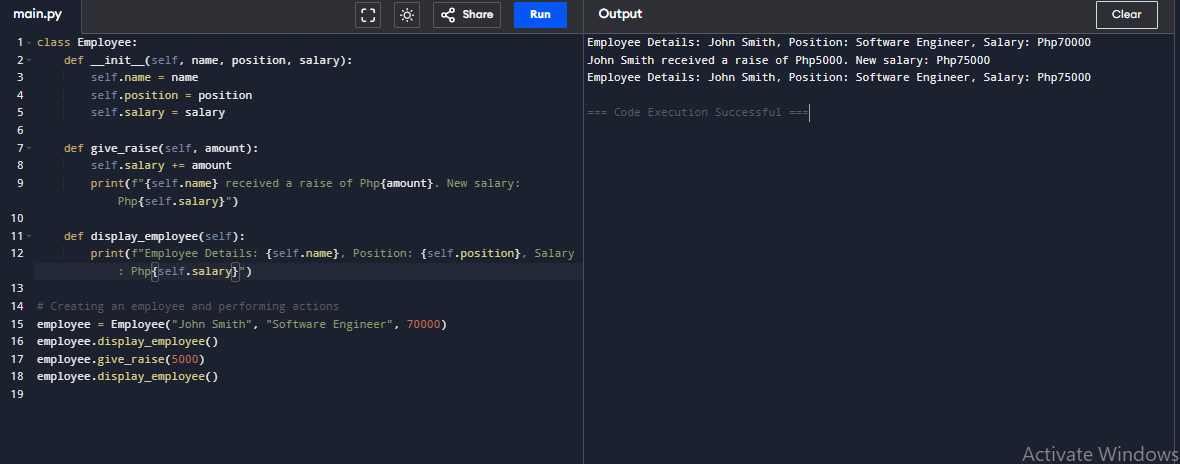 main.py Share Run Output Clear
1 class Employee:
2     def __init__(self, name, position, salary):
3         self.name = name
4         self.position = position
5         self.salary = salary
6
7     def give_raise(self, amount):
8         self.salary += amount
9         print(f"{self.name} received a raise of Php{amount}. New salary:
            Php{self.salary}")
10
11     def display_employee(self):
12         print(f"Employee Details: {self.name}, Position: {self.position}, Salary
            : Php{self.salary}")
13
14 # Creating an employee and performing actions
15 employee = Employee("John Smith", "Software Engineer", 70000)
16 employee.display_employee()
17 employee.give_raise(5000)
18 employee.display_employee()
19
Employee Details: John Smith, Position: Software Engineer, Salary: Php70000
John Smith received a raise of Php5000. New salary: Php75000
Employee Details: John Smith, Position: Software Engineer, Salary: Php75000
=== Code Execution Successful ===
Activate Windows